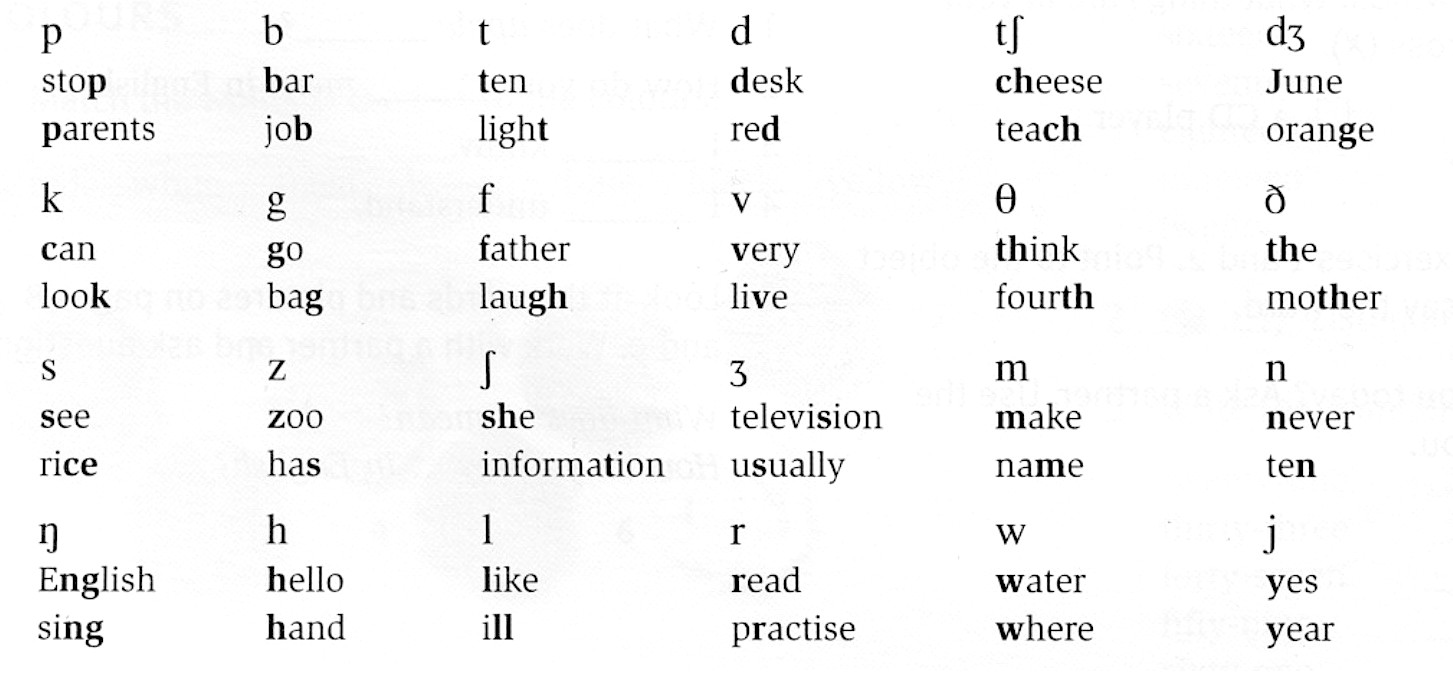 p b t d tʃ dʒ
stop bar ten desk cheese June
parents job light red teach orange
k g f v θ ð
can go father very think the
look bag laugh live fourth mother
s z ʃ ʒ m n
see zoo she television make never
rice has information usually name ten
ŋ h l r w j
English hello like read water yes
sing hand ill practise where year